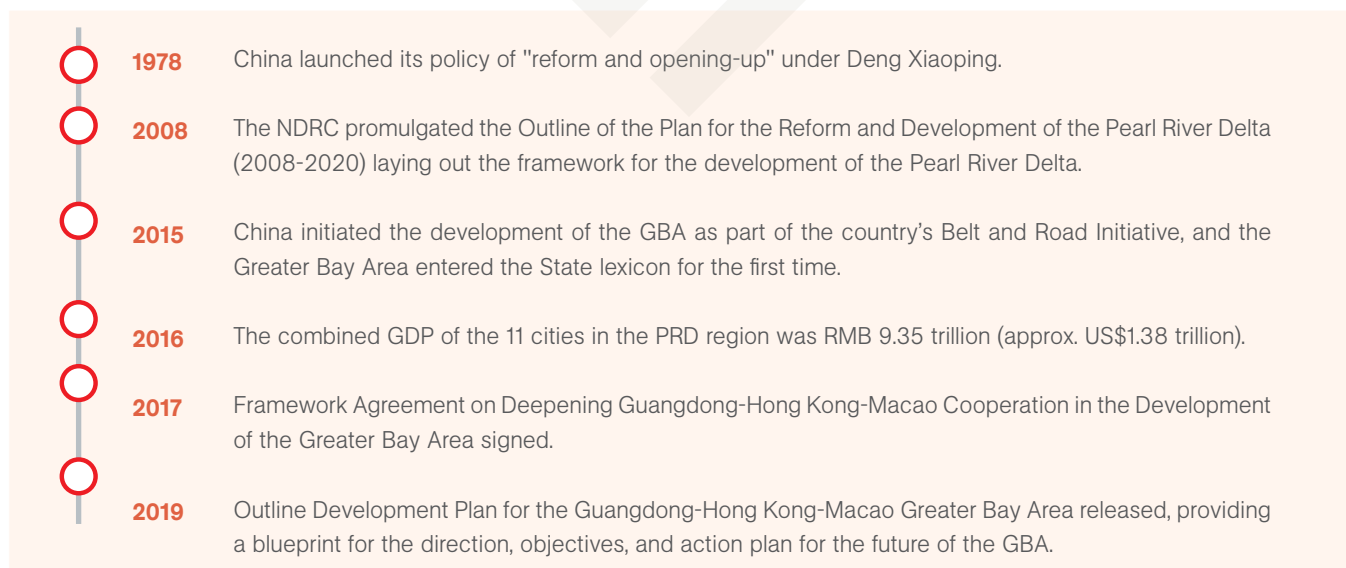 1978 China launched its policy of "reform and opening-up" under Deng Xiaoping.
2008 The NDRC promulgated the Outline of the Plan for the Reform and Development of the Pearl River Delta
(2008-2020) laying out the framework for the development of the Pearl River Delta.
2015 China initiated the development of the GBA as part of the country’s Belt and Road Initiative, and the
Greater Bay Area entered the State lexicon for the first time.
2016 The combined GDP of the 11 cities in the PRD region was RMB 9.35 trillion (approx. US$1.38 trillion).
2017 Framework Agreement on Deepening Guangdong-Hong Kong-Macao Cooperation in the Development
of the Greater Bay Area signed.
2019 Outline Development Plan for the Guangdong-Hong Kong-Macao Greater Bay Area released, providing
a blueprint for the direction, objectives, and action plan for the future of the GBA.